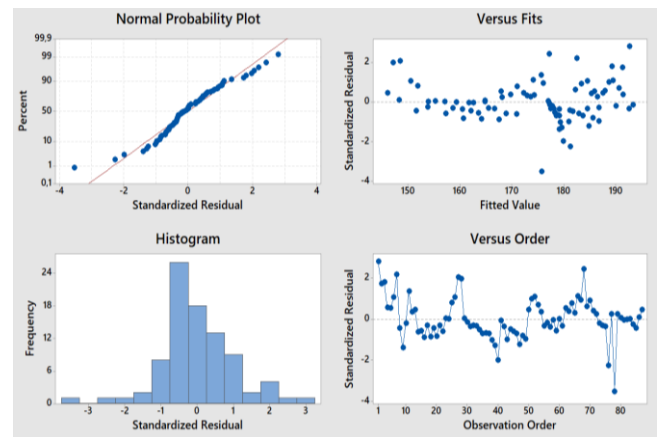 Normal Probability Plot
99,9
99
90
50
10
1
0,1
Percent
-4 -2 0 2 4
Standardized Residual
Versus Fits
2
0
-2
-4
Standardized Residual
150 160 170 180 190
Fitted Value
Histogram
24
18
12
6
0
Frequency
-3 -2 -1 0 1 2 3
Standardized Residual
Versus Order
2
0
-2
-4
Standardized Residual
1 10 20 30 40 50 60 70 80
Observation Order